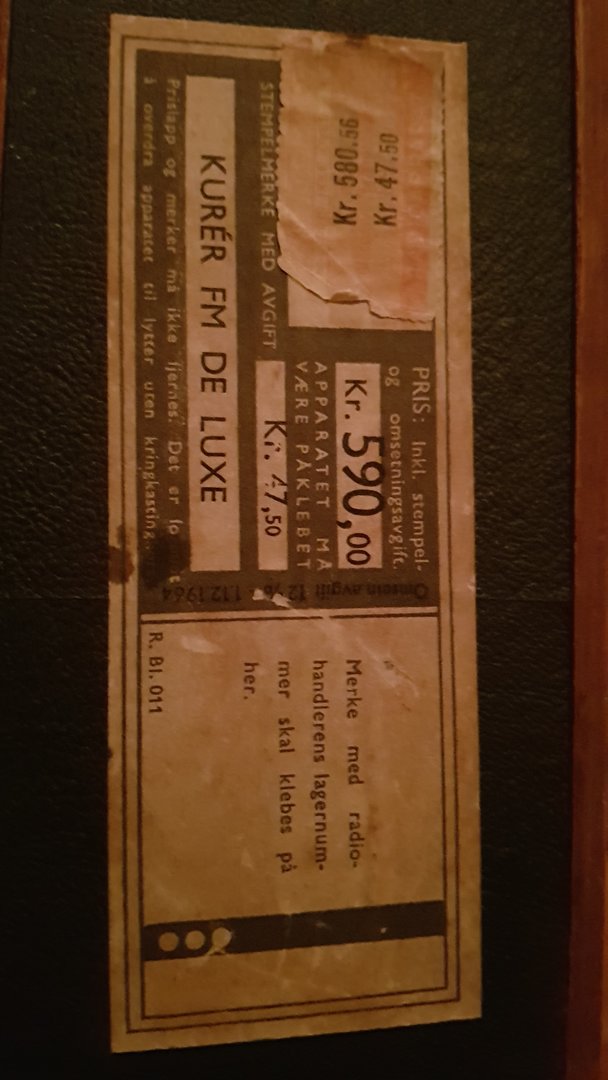 PRIS: Inkl. stempel-
og omsetningsavgift.
Kr. 590,00
APPARATET MÅ
VÆRE PÅKLEBET
STEMPELMERKE MED AVGIFT
Kr. 47,50
KURÉR FM DE LUXE
Prislapp og merker må ikke fjernes. Det er
å overdra apparatet til lytter uten kringkasting
Kr. 47.50
Kr. 580.56
Omsetn.avgift 12 % 1.12.1964
Merke med radio-
handlerens lagernum-
mer skal klebes på
her.
R. Bl. 011